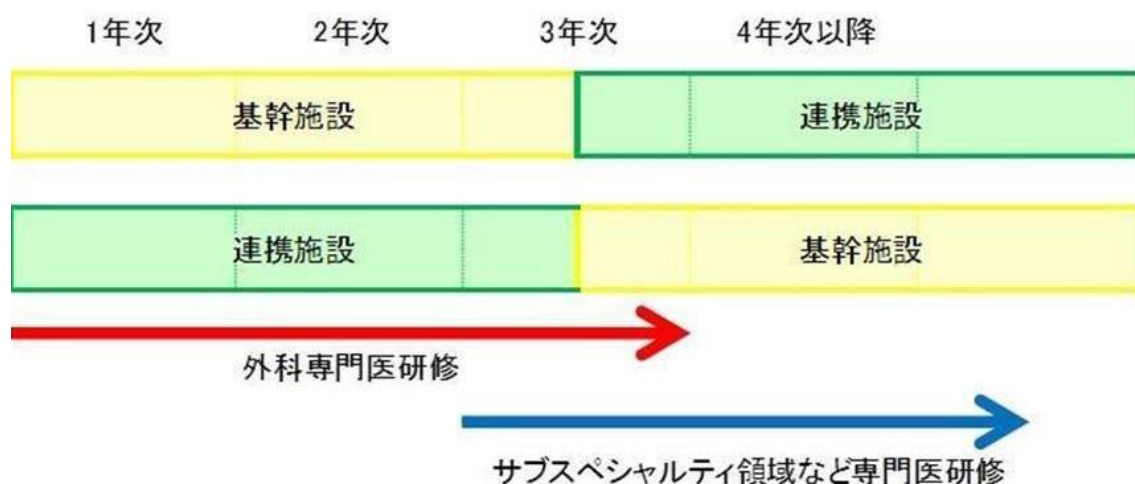 1年次 2年次 3年次 4年次以降
基幹施設 連携施設
連携施設 基幹施設
外科専門医研修
サブスペシャルティ領域など専門医研修